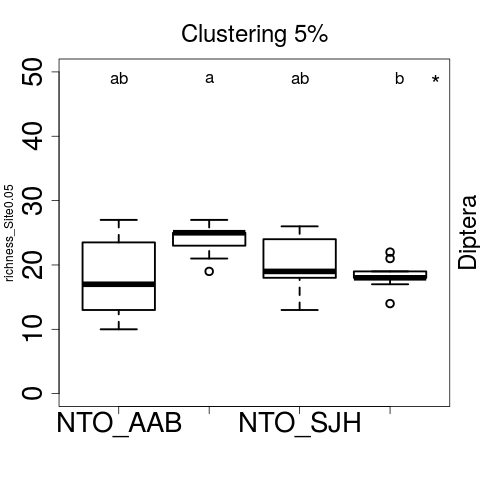 Clustering 5%
ab a ab b *
50
40
30
20
10
0
richness_Site0.05
Diptera
NTO_AAB NTO_SJH